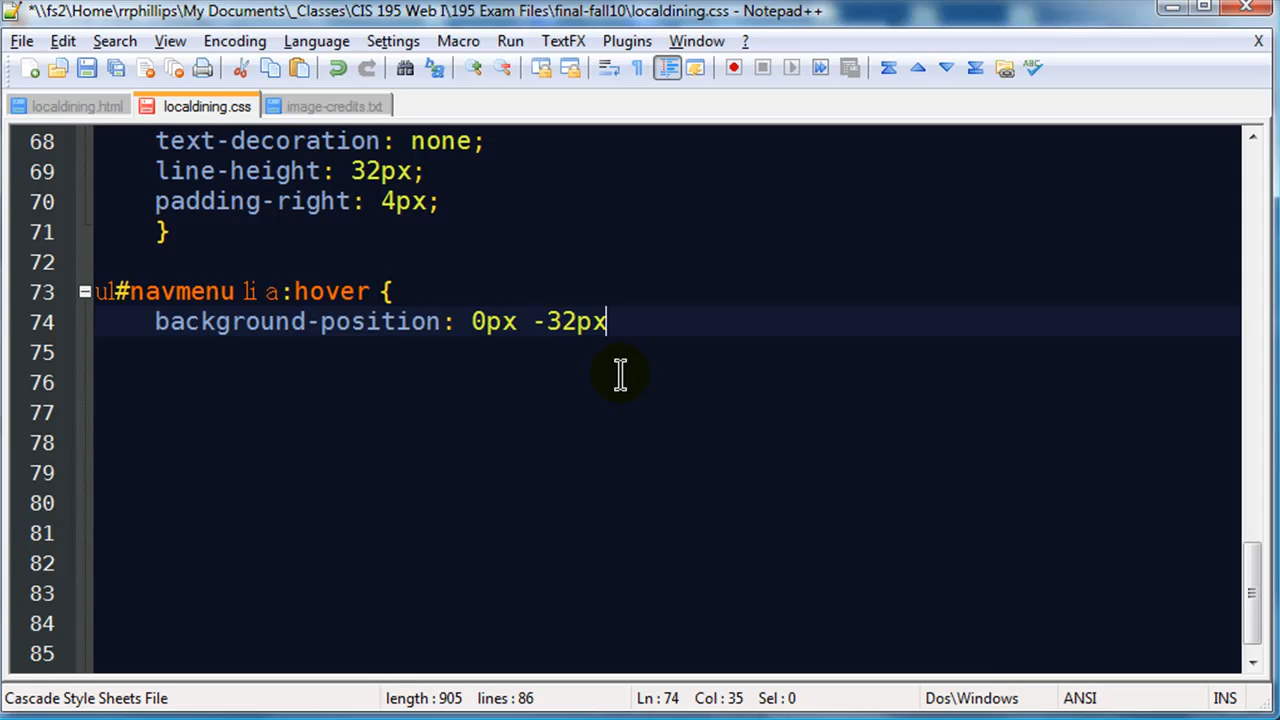 *\\fs2\Home\rrphillips\My Documents\_Classes\CIS 195 Web I\195 Exam Files\final-fall10\localdining.css - Notepad++
File Edit Search View Encoding Language Settings Macro Run TextFX Plugins Window ? X
localdining.html localdining.css image-credits.txt
68 text-decoration: none;
69 line-height: 32px;
70 padding-right: 4px;
71 }
72
73 ul#navmenu li a:hover {
74 background-position: 0px -32px
75
76
77
78
79
80
81
82
83
84
85
Cascade Style Sheets File length : 905 lines : 86 Ln : 74 Col : 35 Sel : 0 Dos\Windows ANSI INS